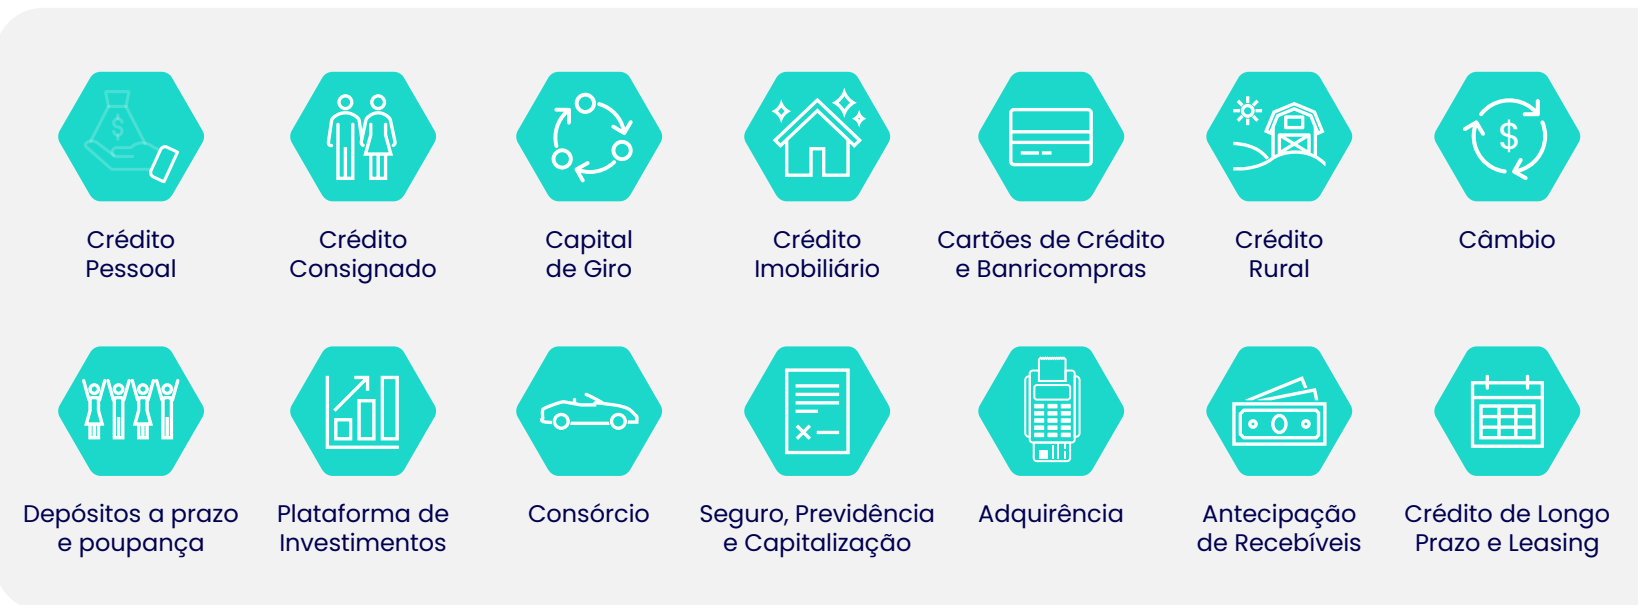 Crédito
Pessoal
Crédito
Consignado
Capital
de Giro
Crédito
Imobiliário
Cartões de Crédito
e Banricompras
Crédito
Rural
$
Câmbio
Depósitos a prazo
e poupança
Plataforma de
Investimentos
Consórcio
Seguro, Previdência
e Capitalização
Adquirência
Antecipação
de Recebíveis
Crédito de Longo
Prazo e Leasing